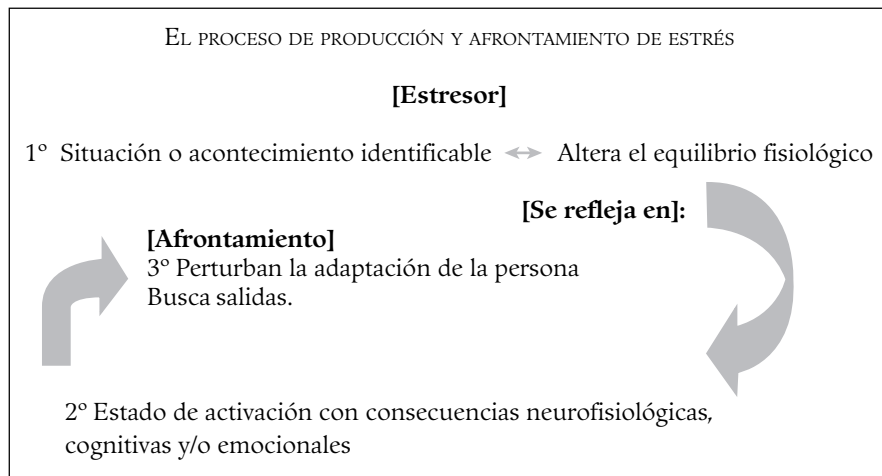 EL PROCESO DE PRODUCCIÓN Y AFRONTAMIENTO DE ESTRÉS
[Estresor]
1º Situación o acontecimiento identificable ↔ Altera el equilibrio fisiológico
[Se refleja en]:
[Afrontamiento]
3º Perturban la adaptación de la persona
Busca salidas.
2º Estado de activación con consecuencias neurofisiológicas,
cognitivas y/o emocionales